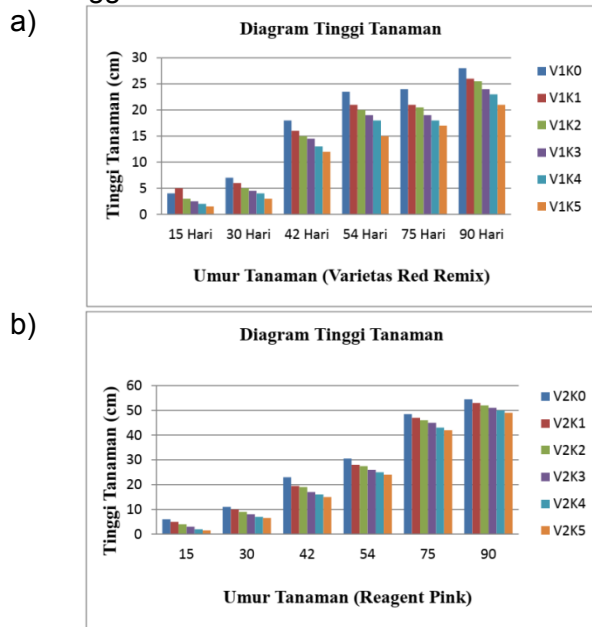 a)
Diagram Tinggi Tanaman
Tinggi Tanaman (cm)
30
25
20
15
10
5
0
15 Hari 30 Hari 42 Hari 54 Hari 75 Hari 90 Hari
Umur Tanaman (Varietas Red Remix)
V1K0
V1K1
V1K2
V1K3
V1K4
V1K5
b)
Diagram Tinggi Tanaman
Tinggi Tanaman (cm)
60
50
40
30
20
10
0
15 30 42 54 75 90
Umur Tanaman (Reagent Pink)
V2K0
V2K1
V2K2
V2K3
V2K4
V2K5